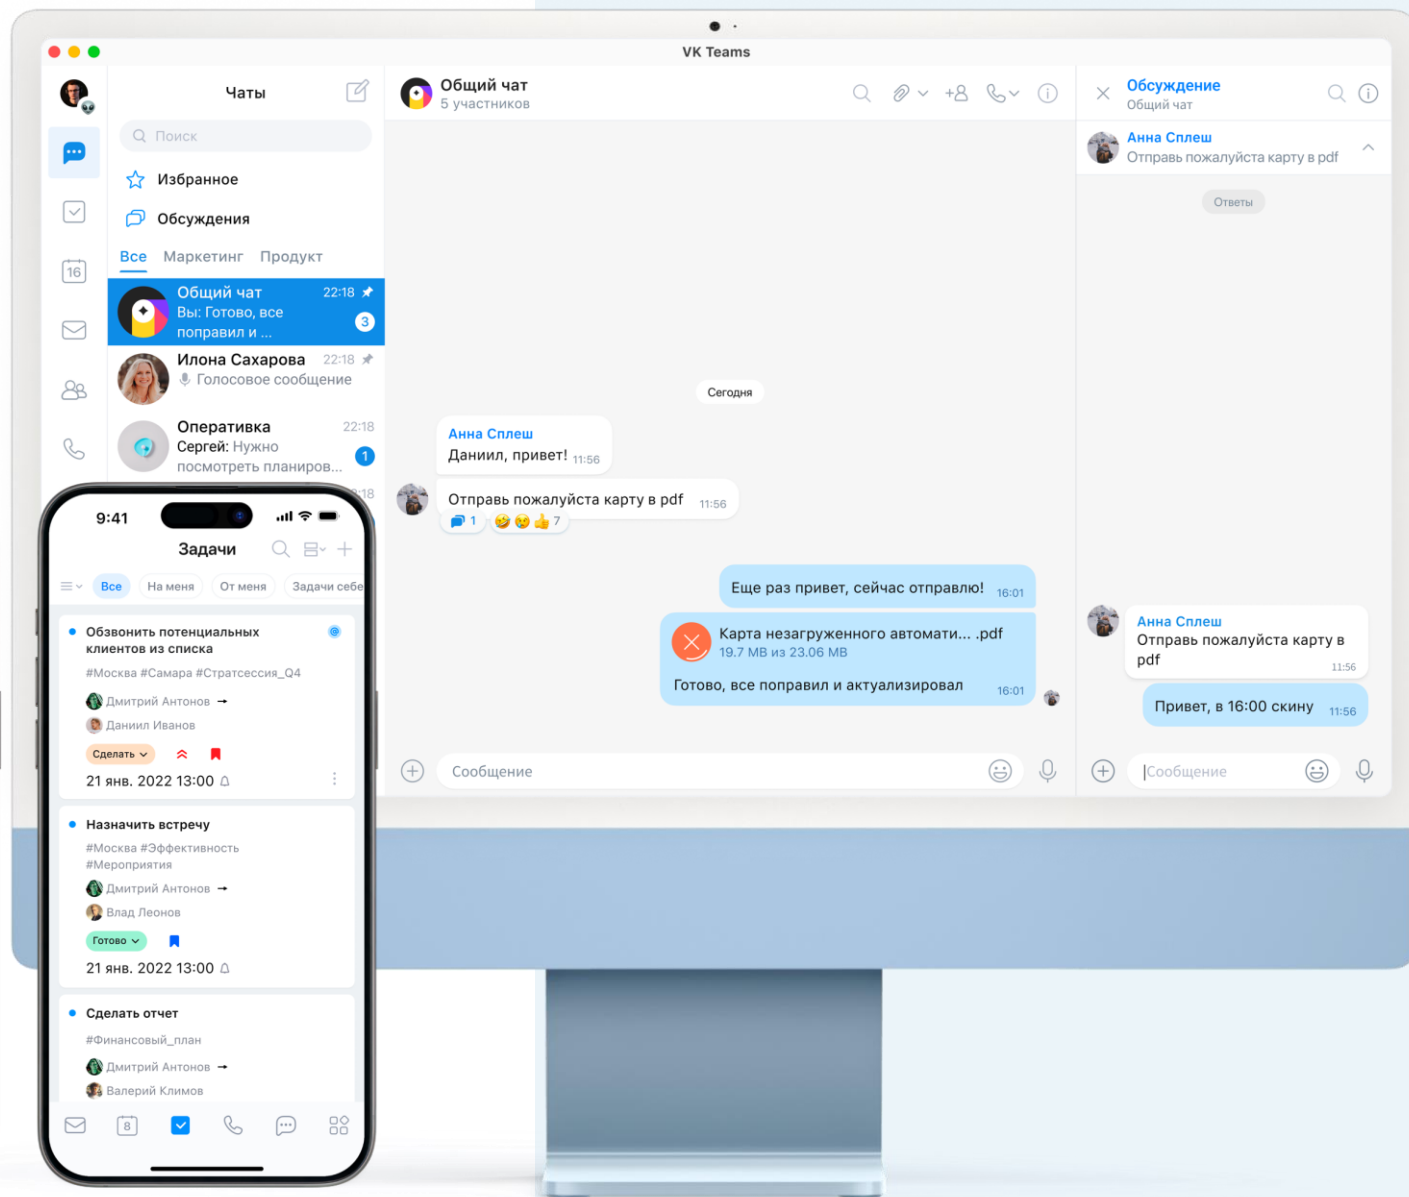 VK Teams
Чаты
Поиск
Избранное
Обсуждения
Все Маркетинг Продукт
Общий чат 22:18
Вы: Готово, все
поправил и ...
3
Илона Сахарова 22:18
Голосовое сообщение
Оперативка 22:18
Сергей: Нужно
посмотреть планиров...
1
:18
16
Общий чат
5 участников
Сегодня
Анна Сплеш
Даниил, привет! 11:56
Отправь пожалуйста карту в pdf 11:56
1
7
Еще раз привет, сейчас отправлю! 16:01
Карта незагруженного автомати... .pdf
19.7 MB из 23.06 MB
Готово, все поправил и актуализировал 16:01
Сообщение
Обсуждение
Общий чат
Анна Сплеш
Отправь пожалуйста карту в pdf
Ответы
Анна Сплеш
Отправь пожалуйста карту в
pdf 11:56
Привет, в 16:00 скину 11:56
Сообщение
9:41
Задачи
Все На меня От меня Задачи себе
Обзвонить потенциальных
клиентов из списка
#Москва #Самара #Стратсессия_Q4
Дмитрий Антонов →
Даниил Иванов
Сделать
21 янв. 2022 13:00
Назначить встречу
#Москва #Эффективность
#Мероприятия
Дмитрий Антонов →
Влад Леонов
Готово
21 янв. 2022 13:00
Сделать отчет
#Финансовый_план
Дмитрий Антонов →
Валерий Климов
8